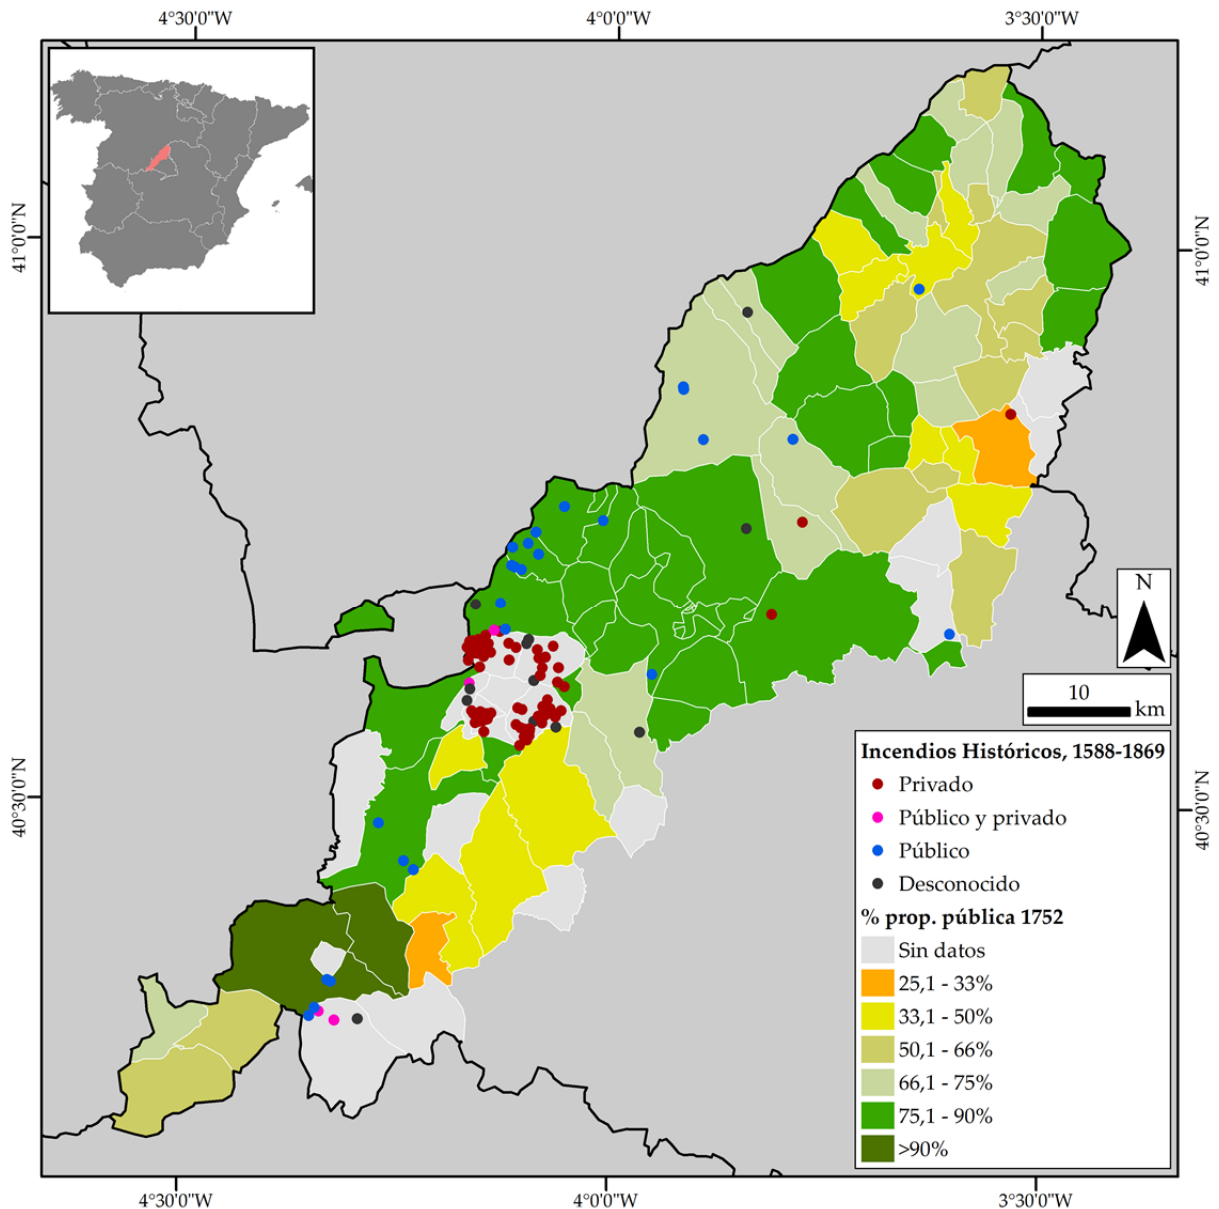 4°30'0"W 4°0'0"W 3°30'0"W
41°0'0"N
41°0'0"N
40°30'0"N
40°30'0"N
N
10
km
Incendios Históricos, 1588-1869
Privado
Público y privado
Público
Desconocido
% prop. pública 1752
Sin datos
25,1 - 33%
33,1 - 50%
50,1 - 66%
66,1 - 75%
75,1 - 90%
>90%
4°30'0"W 4°0'0"W 3°30'0"W